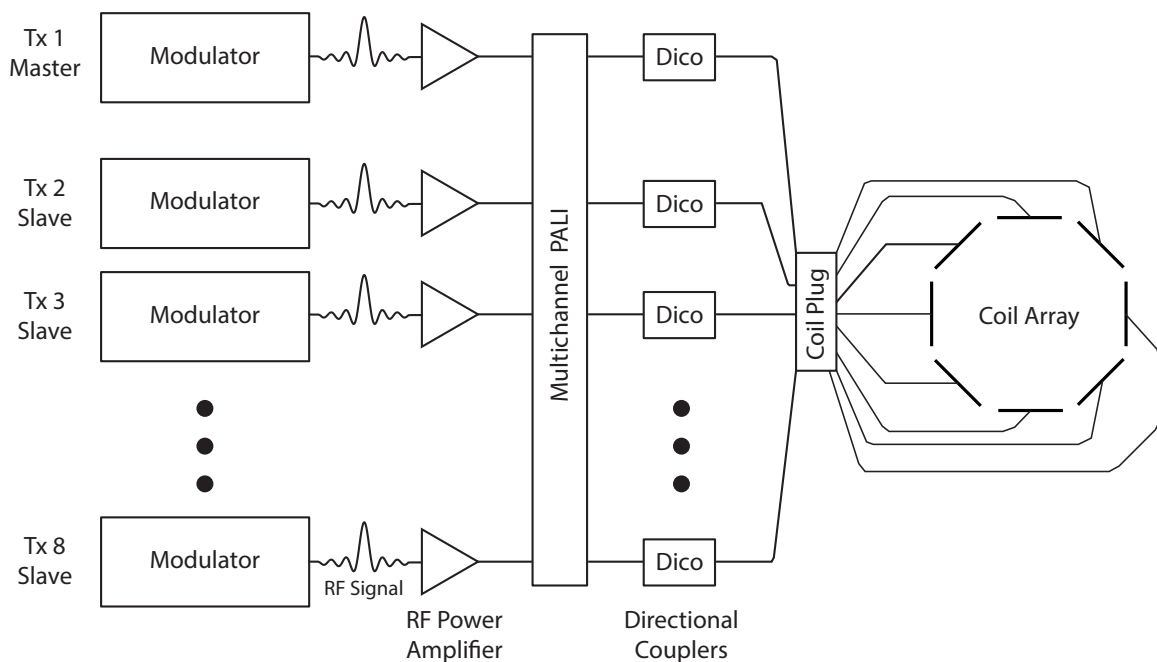 Tx 1
Master
Modulator
Dico
Tx 2
Slave
Modulator
Dico
Tx 3
Slave
Modulator
Dico
Multichannel PALI
Coil Plug
Coil Array
Tx 8
Slave
Modulator
RF Signal
Dico
RF Power
Amplifier
Directional
Couplers